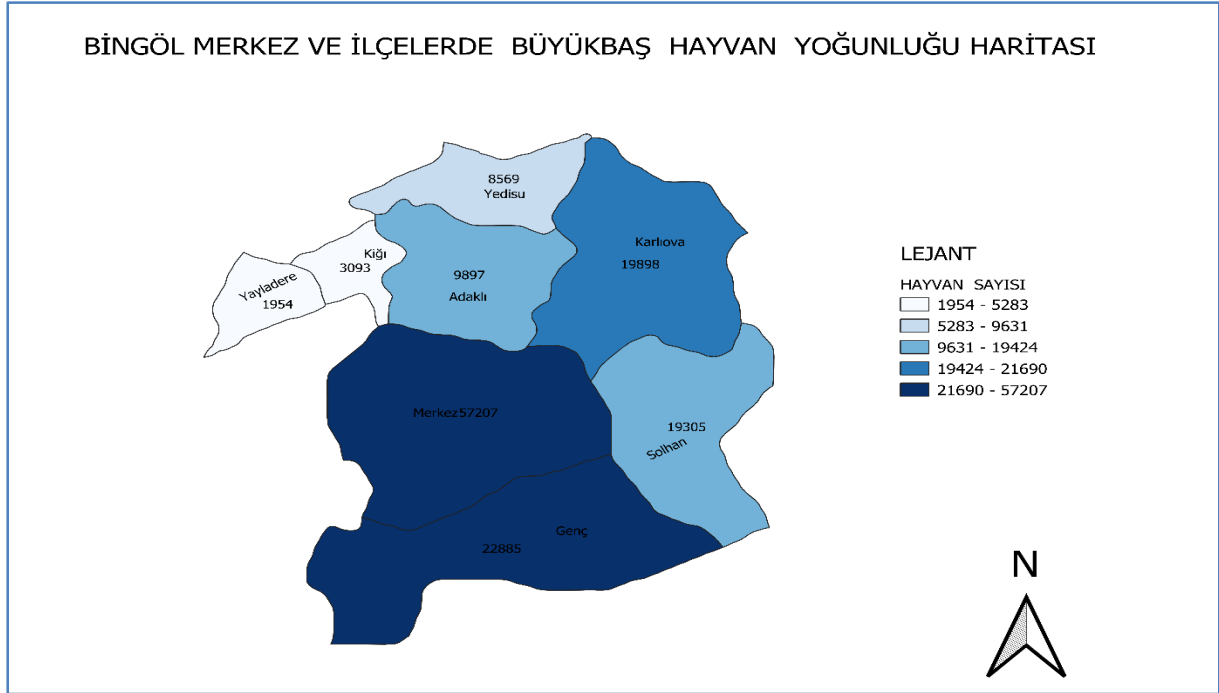 BİNGÖL MERKEZ VE İLÇELERDE BÜYÜKBAŞ HAYVAN YOĞUNLUĞU HARİTASI
8569
Yedisu
Karlıova
19898
Kiğı
3093
Yayladere
1954
9897
Adaklı
Merkez57207
19305
Solhan
Genç
22885
LEJANT
HAYVAN SAYISI
1954 - 5283
5283 - 9631
9631 - 19424
19424 - 21690
21690 - 57207
N